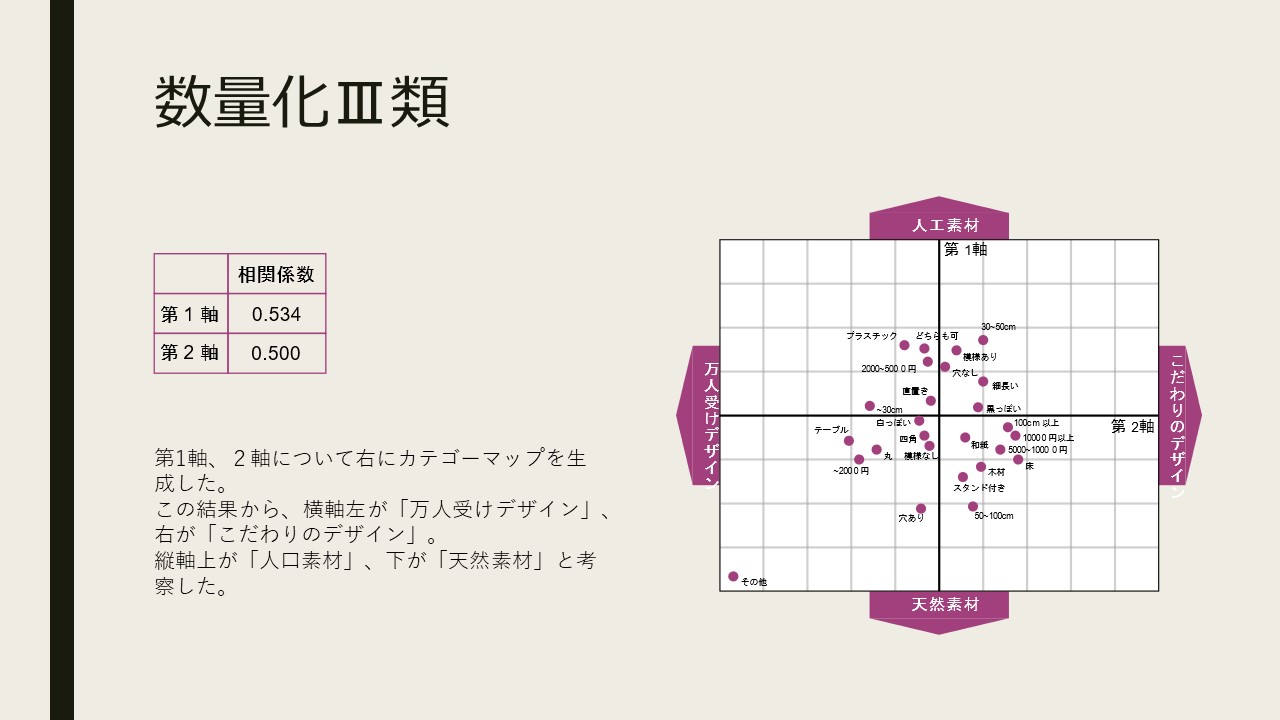 数量化Ⅲ類
相関係数
第１軸 0.534
第２軸 0.500
第1軸、２軸について右にカテゴーマップを生
成した。
この結果から、横軸左が「万人受けデザイン」、
右が「こだわりのデザイン」。
縦軸上が「人口素材」、下が「天然素材」と考
察した。
人工素材
第 1軸
30~50cm
プラスチック
どちらも可
模様あり
2000~500０円
穴なし
細長い
直置き
~30cm
黒っぽい
万人受けデザイン
こだわりのデザイン
第 2軸
白っぽい
100cm 以上
テーブル
四角
1000０円以上
和紙
5000~1000０円
丸
模様なし
床
~200０円
木材
スタンド付き
穴あり
50~100cm
その他
天然素材